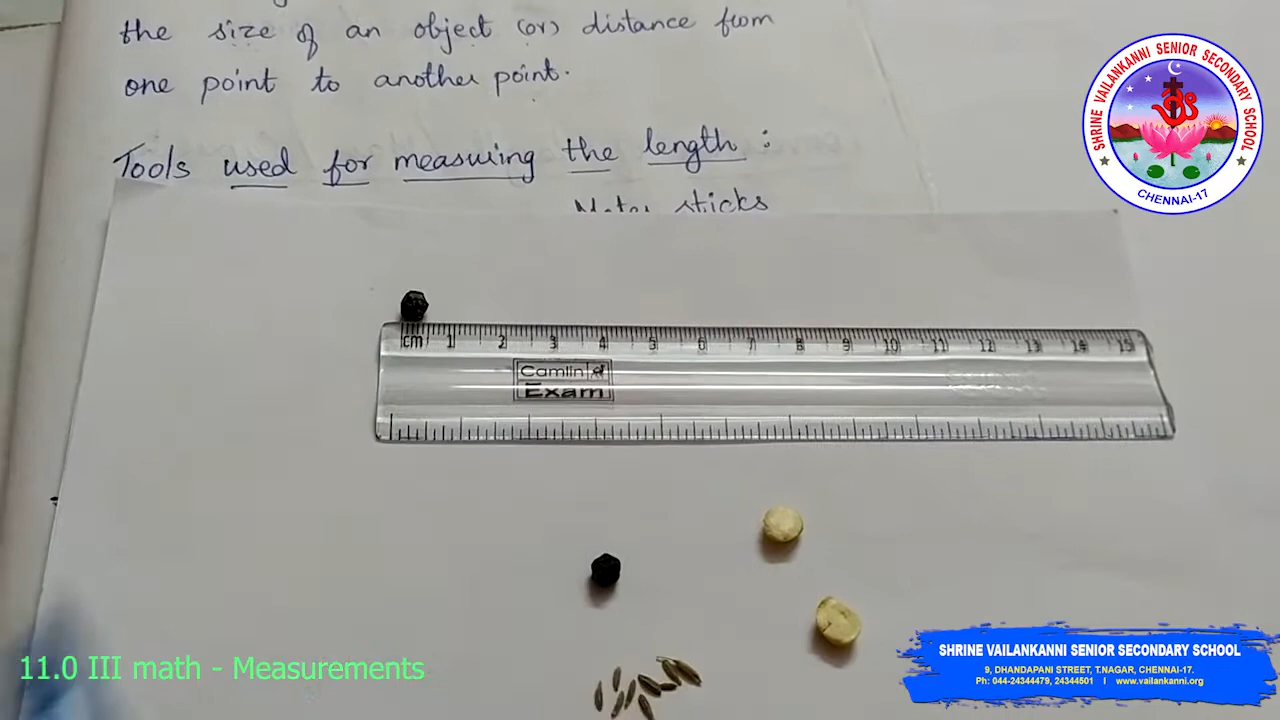 the size of an object (or) distance from
one point to another point.
Tools used for measuring the length :
Meter sticks
cm 1 2 3 4 5 6 7 8 9 10 11 12 13 14 15
Camlin
Exam
SHRINE VAILANKANNI SENIOR SECONDARY SCHOOL
CHENNAI-17
11.0 III math - Measurements
SHRINE VAILANKANNI SENIOR SECONDARY SCHOOL
9, DHANDAPANI STREET, T.NAGAR, CHENNAI-17.
Ph: 044-24344479, 24344501 I www.vailankanni.org